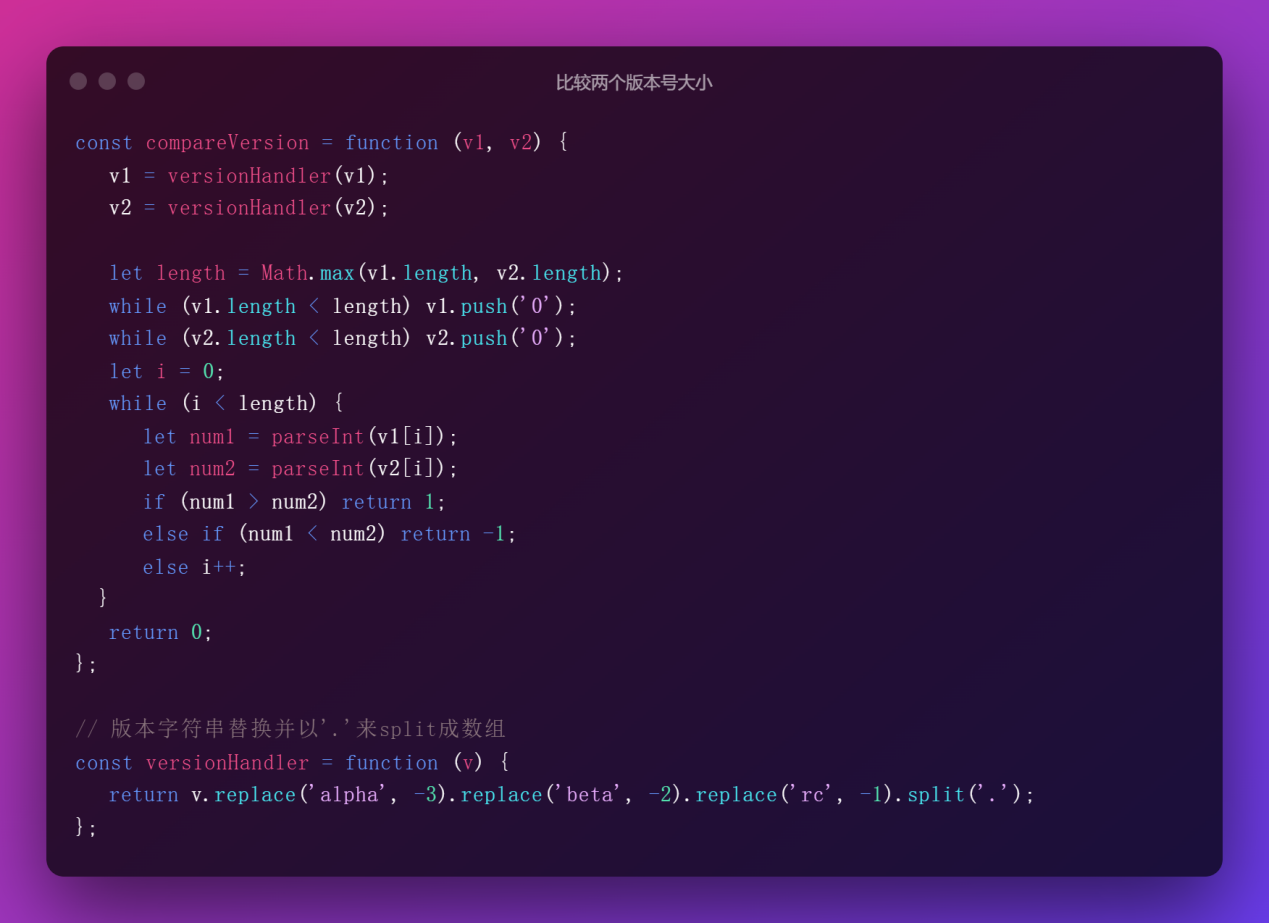 比较两个版本号大小
const compareVersion = function (v1, v2) {
   v1 = versionHandler(v1);
   v2 = versionHandler(v2);

   let length = Math.max(v1.length, v2.length);
   while (v1.length < length) v1.push('0');
   while (v2.length < length) v2.push('0');
   let i = 0;
   while (i < length) {
      let num1 = parseInt(v1[i]);
      let num2 = parseInt(v2[i]);
      if (num1 > num2) return 1;
      else if (num1 < num2) return -1;
      else i++;
  }
   return 0;
};

// 版本字符串替换并以'.'来split成数组
const versionHandler = function (v) {
   return v.replace('alpha', -3).replace('beta', -2).replace('rc', -1).split('.');
};